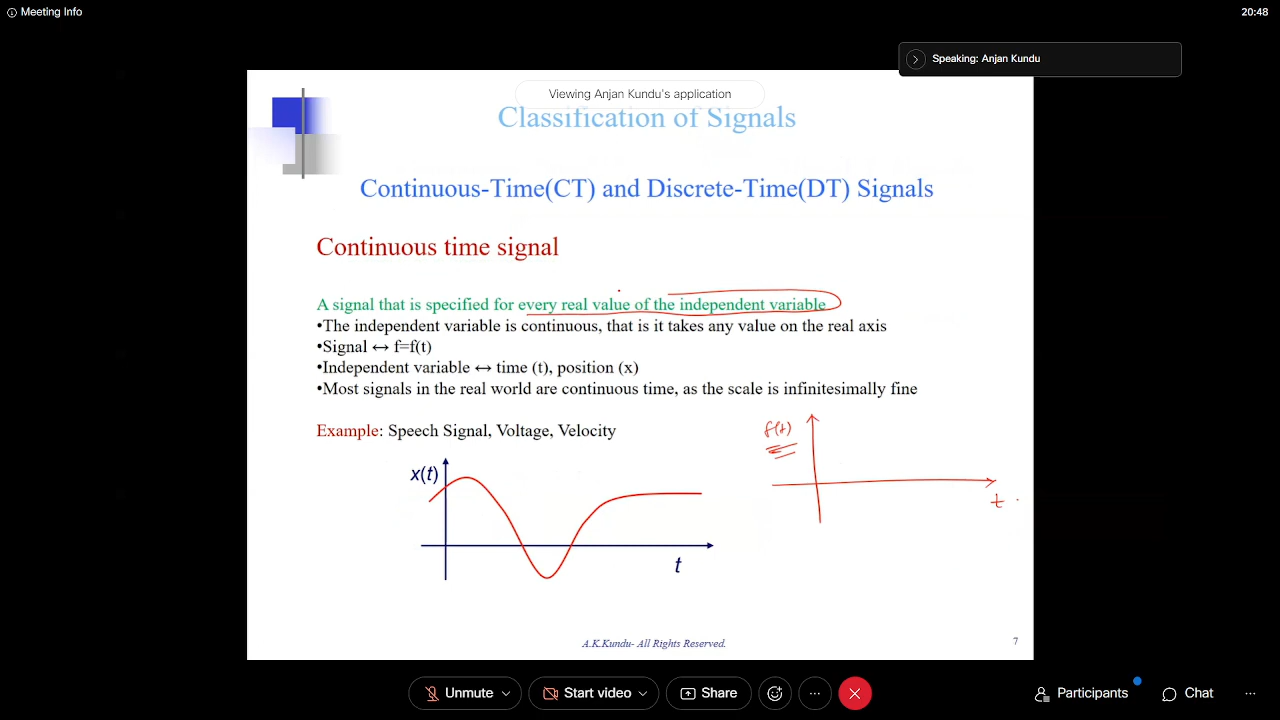 Meeting Info
20:48
Speaking: Anjan Kundu
Viewing Anjan Kundu's application
Classification of Signals
Continuous-Time(CT) and Discrete-Time(DT) Signals
Continuous time signal
A signal that is specified for every real value of the independent variable
•The independent variable is continuous, that is it takes any value on the real axis
•Signal ↔ f=f(t)
•Independent variable ↔ time (t), position (x)
•Most signals in the real world are continuous time, as the scale is infinitesimally fine
Example: Speech Signal, Voltage, Velocity
f(t)
x(t)
t
t
A.K.Kundu- All Rights Reserved.
7
Unmute
Start video
Share
Participants
Chat